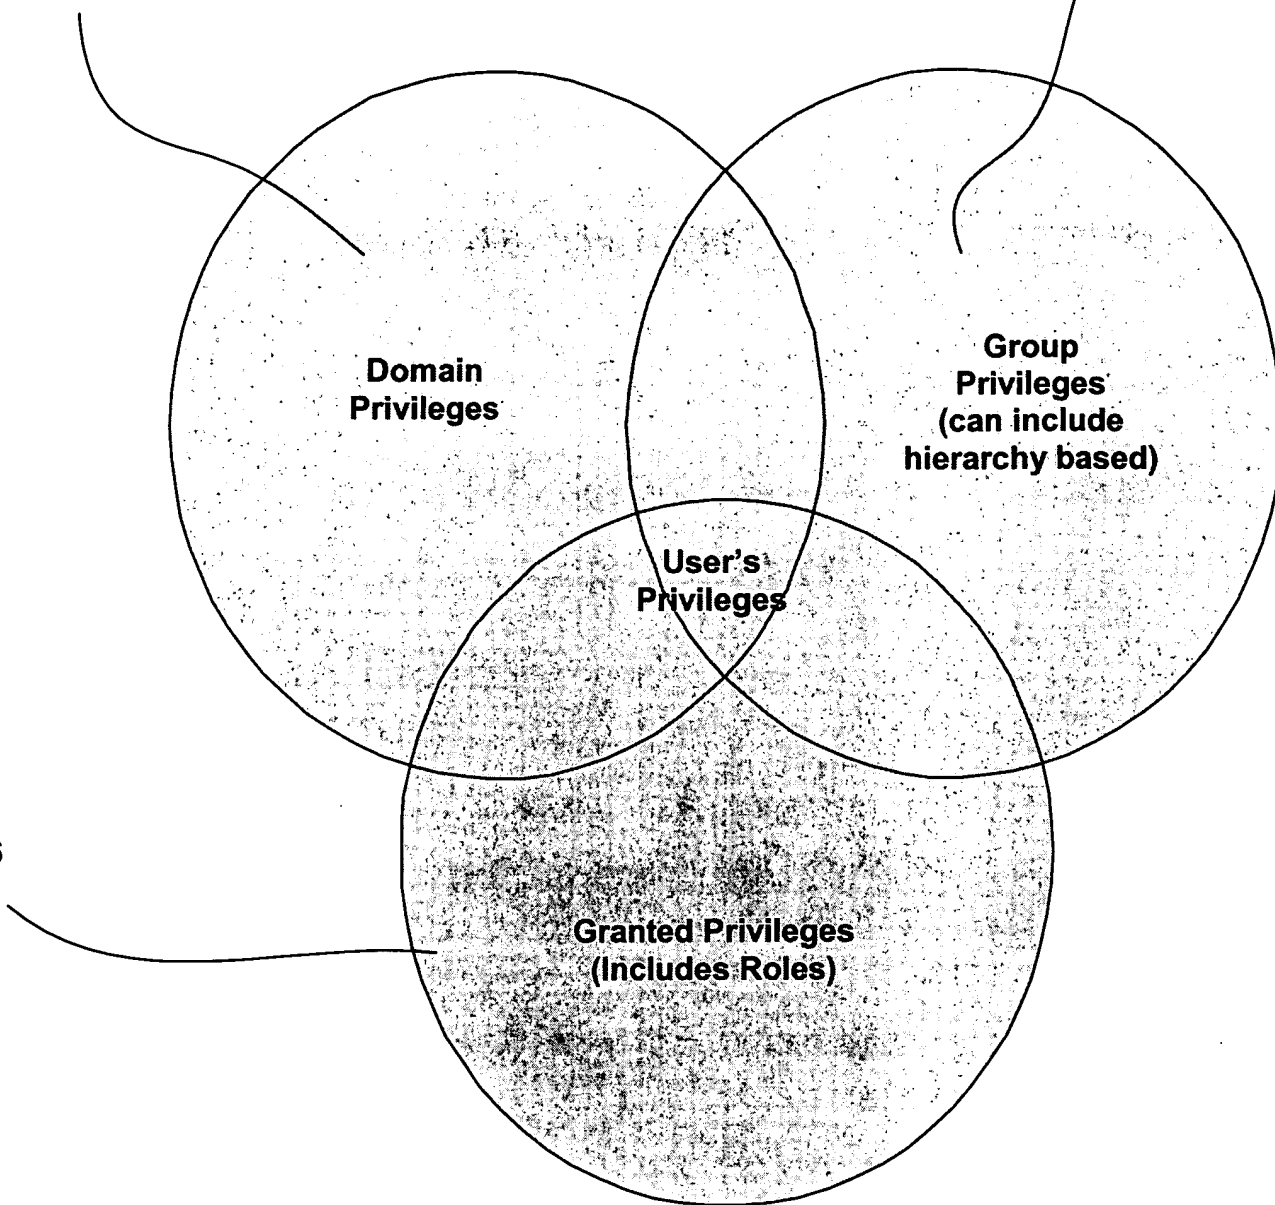 Domain
Privileges
Group
Privileges
(can include
hierarchy based)
User's
Privileges
Granted Privileges
(Includes Roles)